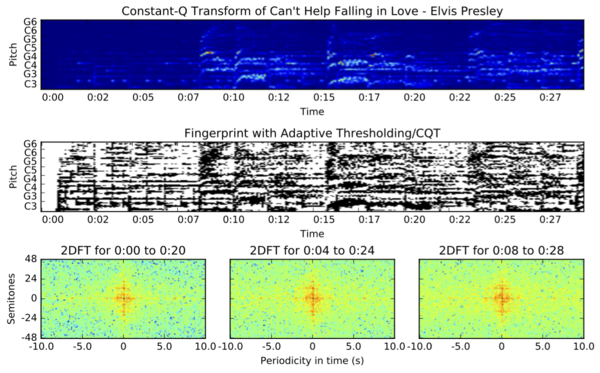 Constant-Q Transform of Can't Help Falling in Love - Elvis Presley
G6
C6
G5
C5
G4
C4
G3
C3
Pitch
0:00 0:02 0:05 0:07 0:10 0:12 0:15 0:17 0:20 0:22 0:25 0:27
Time
Fingerprint with Adaptive Thresholding/CQT
G6
C6
G5
C5
G4
C4
G3
C3
Pitch
0:00 0:02 0:05 0:07 0:10 0:12 0:15 0:17 0:20 0:22 0:25 0:27
Time
2DFT for 0:00 to 0:20 2DFT for 0:04 to 0:24 2DFT for 0:08 to 0:28
48
24
0
-24
-48
Semitones
-10.0 -5.0 0 5.0 10.0 -10.0 -5.0 0 5.0 10.0 -10.0 -5.0 0 5.0 10.0
Periodicity in time (s)